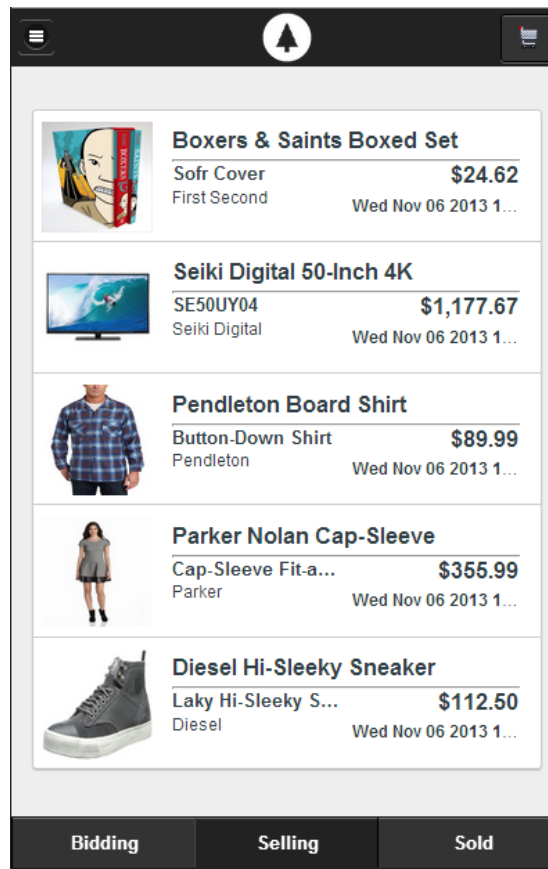 Boxers & Saints Boxed Set
Sofr Cover $24.62
First Second Wed Nov 06 2013 1...
Seiki Digital 50-Inch 4K
SE50UY04 $1,177.67
Seiki Digital Wed Nov 06 2013 1...
Pendleton Board Shirt
Button-Down Shirt $89.99
Pendleton Wed Nov 06 2013 1...
Parker Nolan Cap-Sleeve
Cap-Sleeve Fit-a... $355.99
Parker Wed Nov 06 2013 1...
Diesel Hi-Sleeky Sneaker
Laky Hi-Sleeky S... $112.50
Diesel Wed Nov 06 2013 1...
Bidding Selling Sold